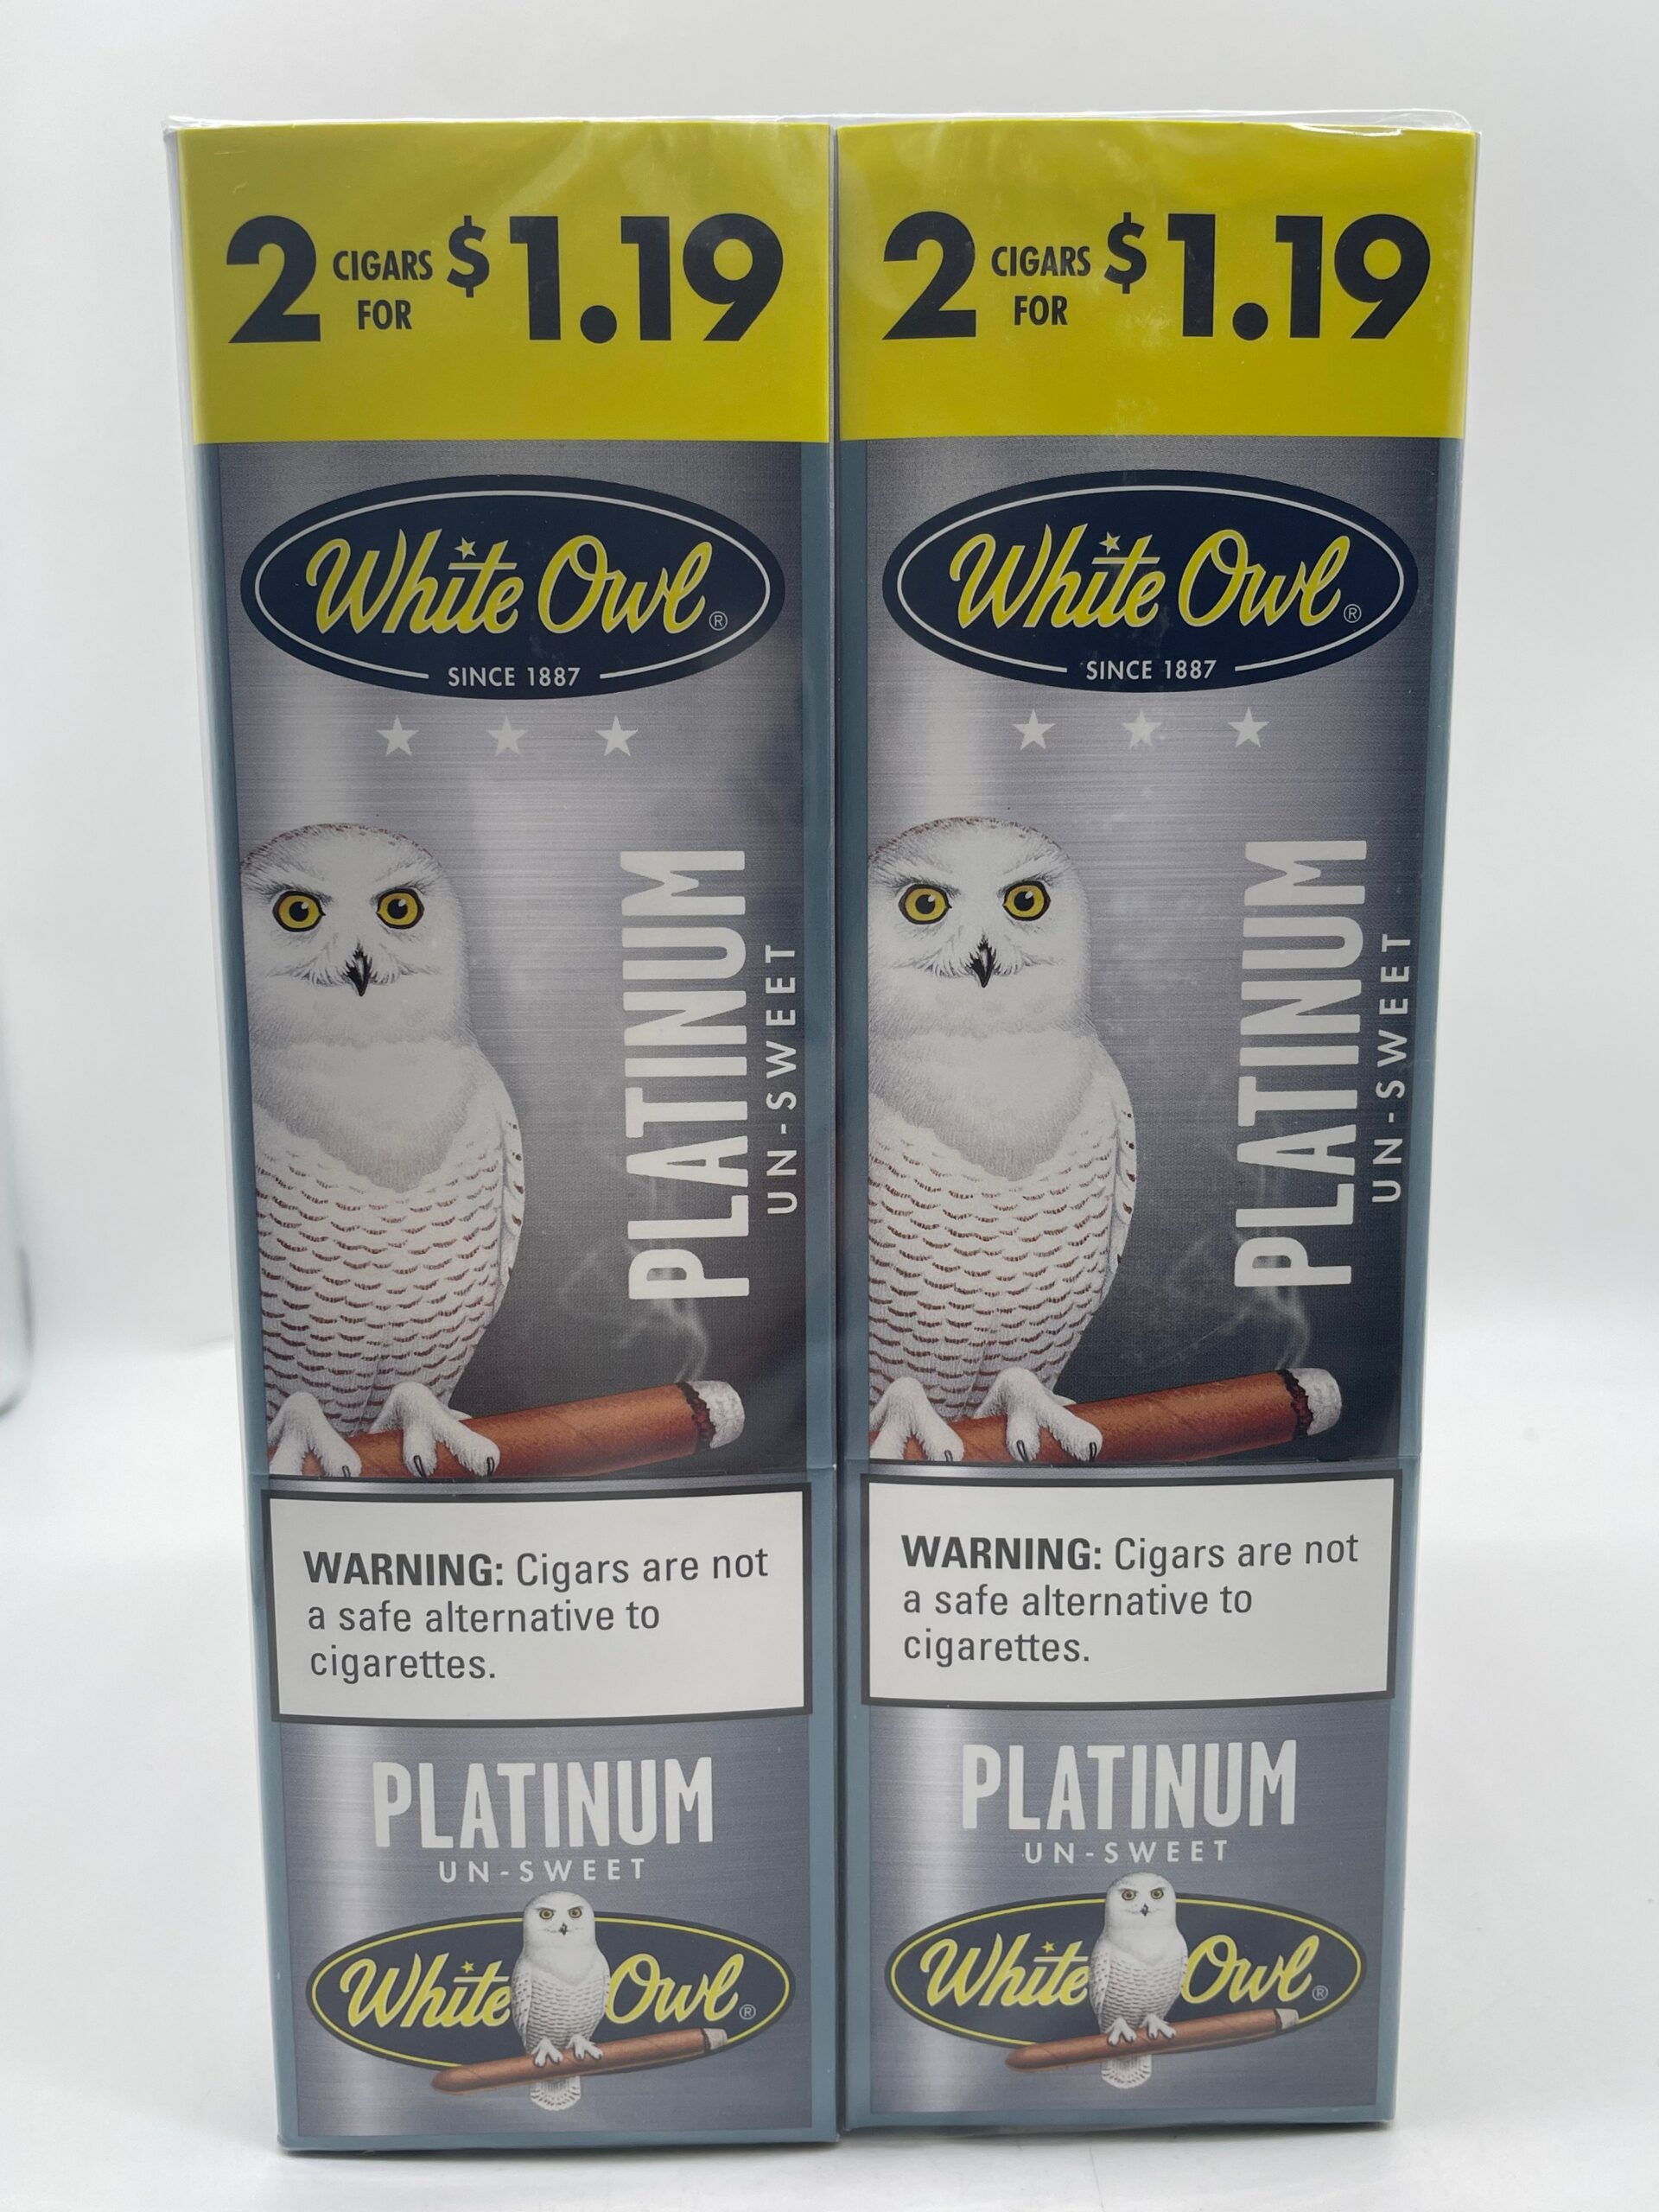 2 CIGARS FOR $1.19
White Owl®
SINCE 1887
PLATINUM
UN-SWEET
WARNING: Cigars are not
a safe alternative to
cigarettes.
PLATINUM
UN-SWEET
White Owl®
2 CIGARS FOR $1.19
White Owl®
SINCE 1887
PLATINUM
UN-SWEET
WARNING: Cigars are not
a safe alternative to
cigarettes.
PLATINUM
UN-SWEET
White Owl®